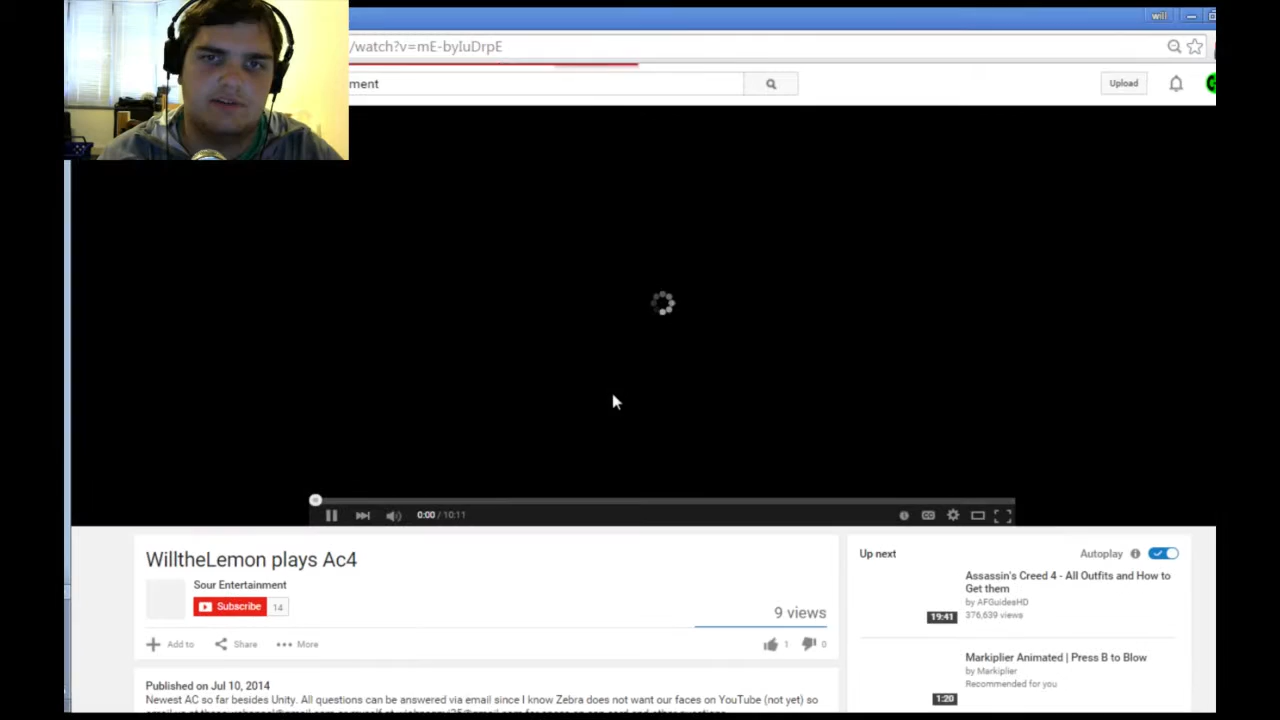 will
/watch?v=mE-byIuDrpE
ment
Upload
0:00 / 10:11
WilltheLemon plays Ac4
Sour Entertainment
Subscribe 14
9 views
Add to Share More 1 0
Published on Jul 10, 2014
Newest AC so far besides Unity. All questions can be answered via email since I know Zebra does not want our faces on YouTube (not yet) so
Up next
Autoplay
Assassin's Creed 4 - All Outfits and How to
Get them
by AFGuidesHD
376,639 views
19:41
Markiplier Animated | Press B to Blow
by Markiplier
Recommended for you
1:20